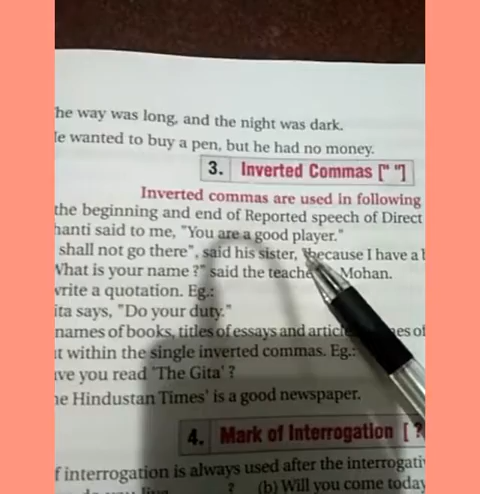 he way was long, and the night was dark.
e wanted to buy a pen, but he had no money.
3. Inverted Commas [" "]
Inverted commas are used in following
the beginning and end of Reported speech of Direct
hanti said to me, "You are a good player."
shall not go there", said his sister, "because I have a
What is your name ?" said the teache Mohan.
write a quotation. Eg.:
ita says, "Do your duty."
names of books, titles of essays and artic es of
t within the single inverted commas. Eg.:
ve you read 'The Gita' ?
e Hindustan Times' is a good newspaper.
4. Mark of Interrogation [ ?
f interrogation is always used after the interrogati
? (b) Will you come today